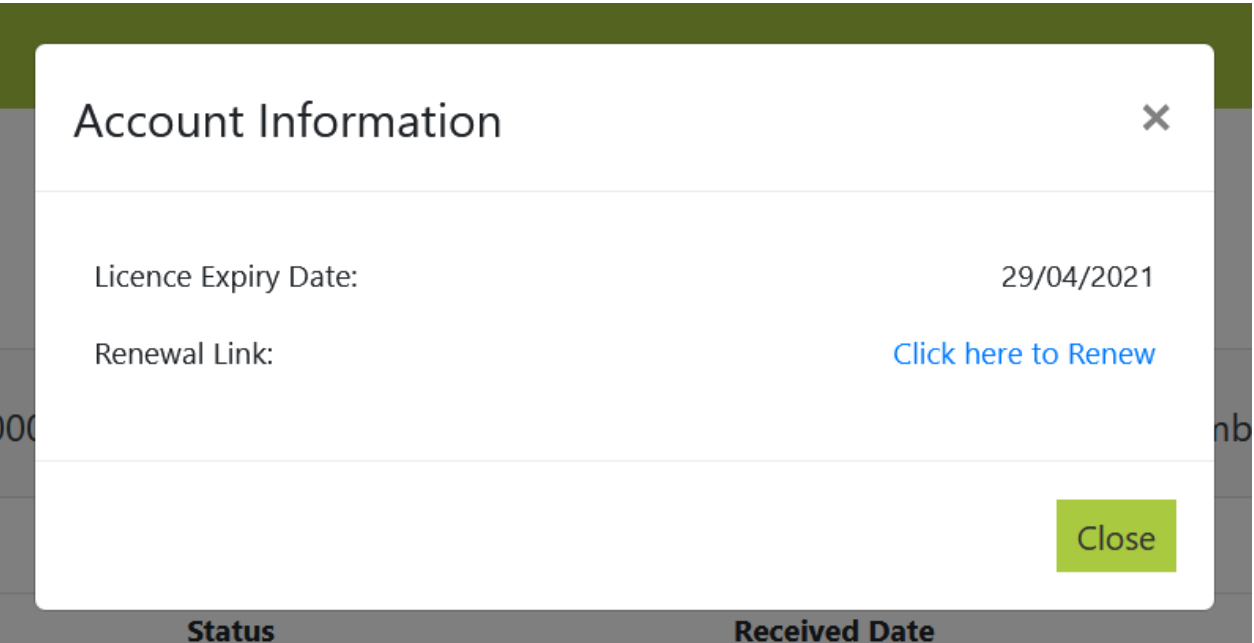 Account Information ×
Licence Expiry Date: 29/04/2021
Renewal Link: Click here to Renew
Close
Status Received Date